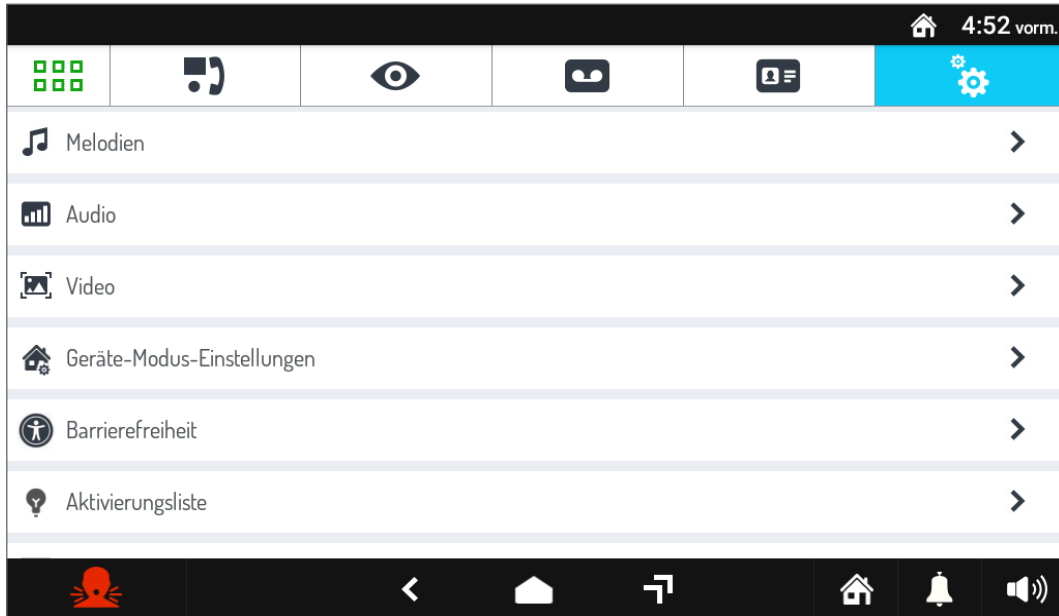 4:52 vorm.
Melodien
Audio
Video
Geräte-Modus-Einstellungen
Barrierefreiheit
Aktivierungsliste